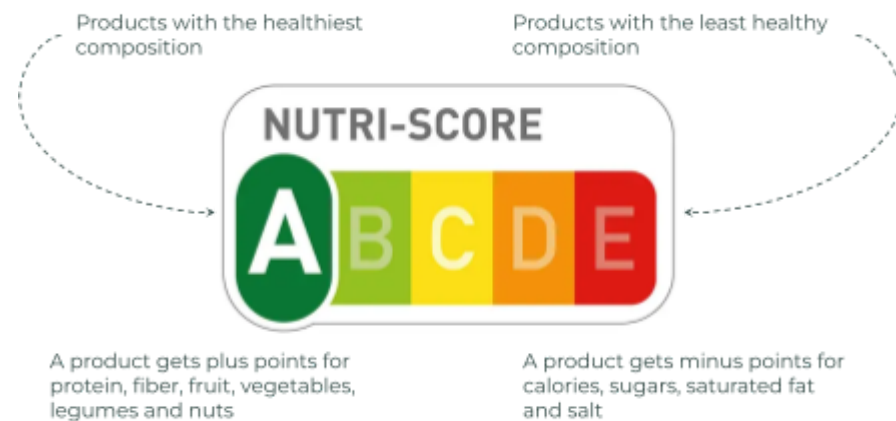 Products with the healthiest
composition
Products with the least healthy
composition
NUTRI-SCORE
A B C D E
A product gets plus points for
protein, fiber, fruit, vegetables,
legumes and nuts
A product gets minus points for
calories, sugars, saturated fat
and salt